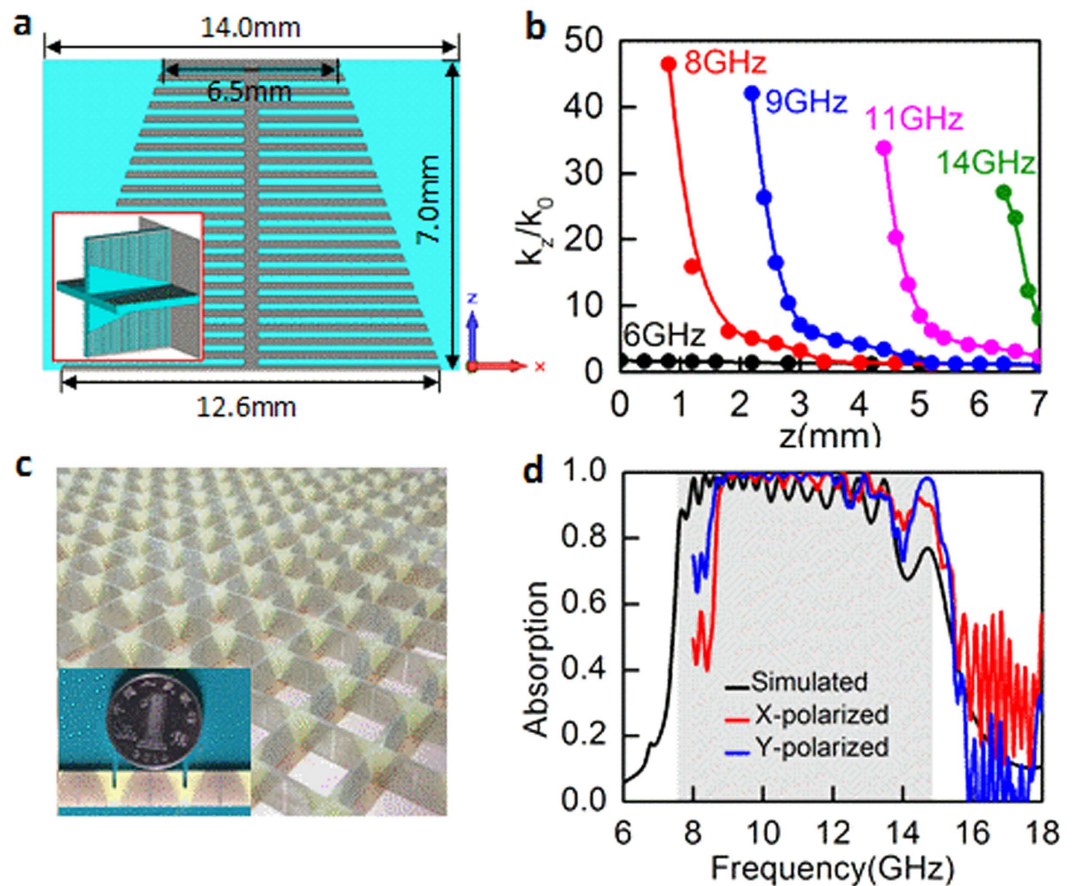 a
14.0mm
6.5mm
7.0mm
z
x
12.6mm
b
50
40
30
20
10
0
k_z/k_0
8GHz
9GHz
11GHz
14GHz
6GHz
0 1 2 3 4 5 6 7
z(mm)
c
1
d
1.0
0.8
0.6
0.4
0.2
0.0
Absorption
Simulated
X-polarized
Y-polarized
6 8 10 12 14 16 18
Frequency(GHz)